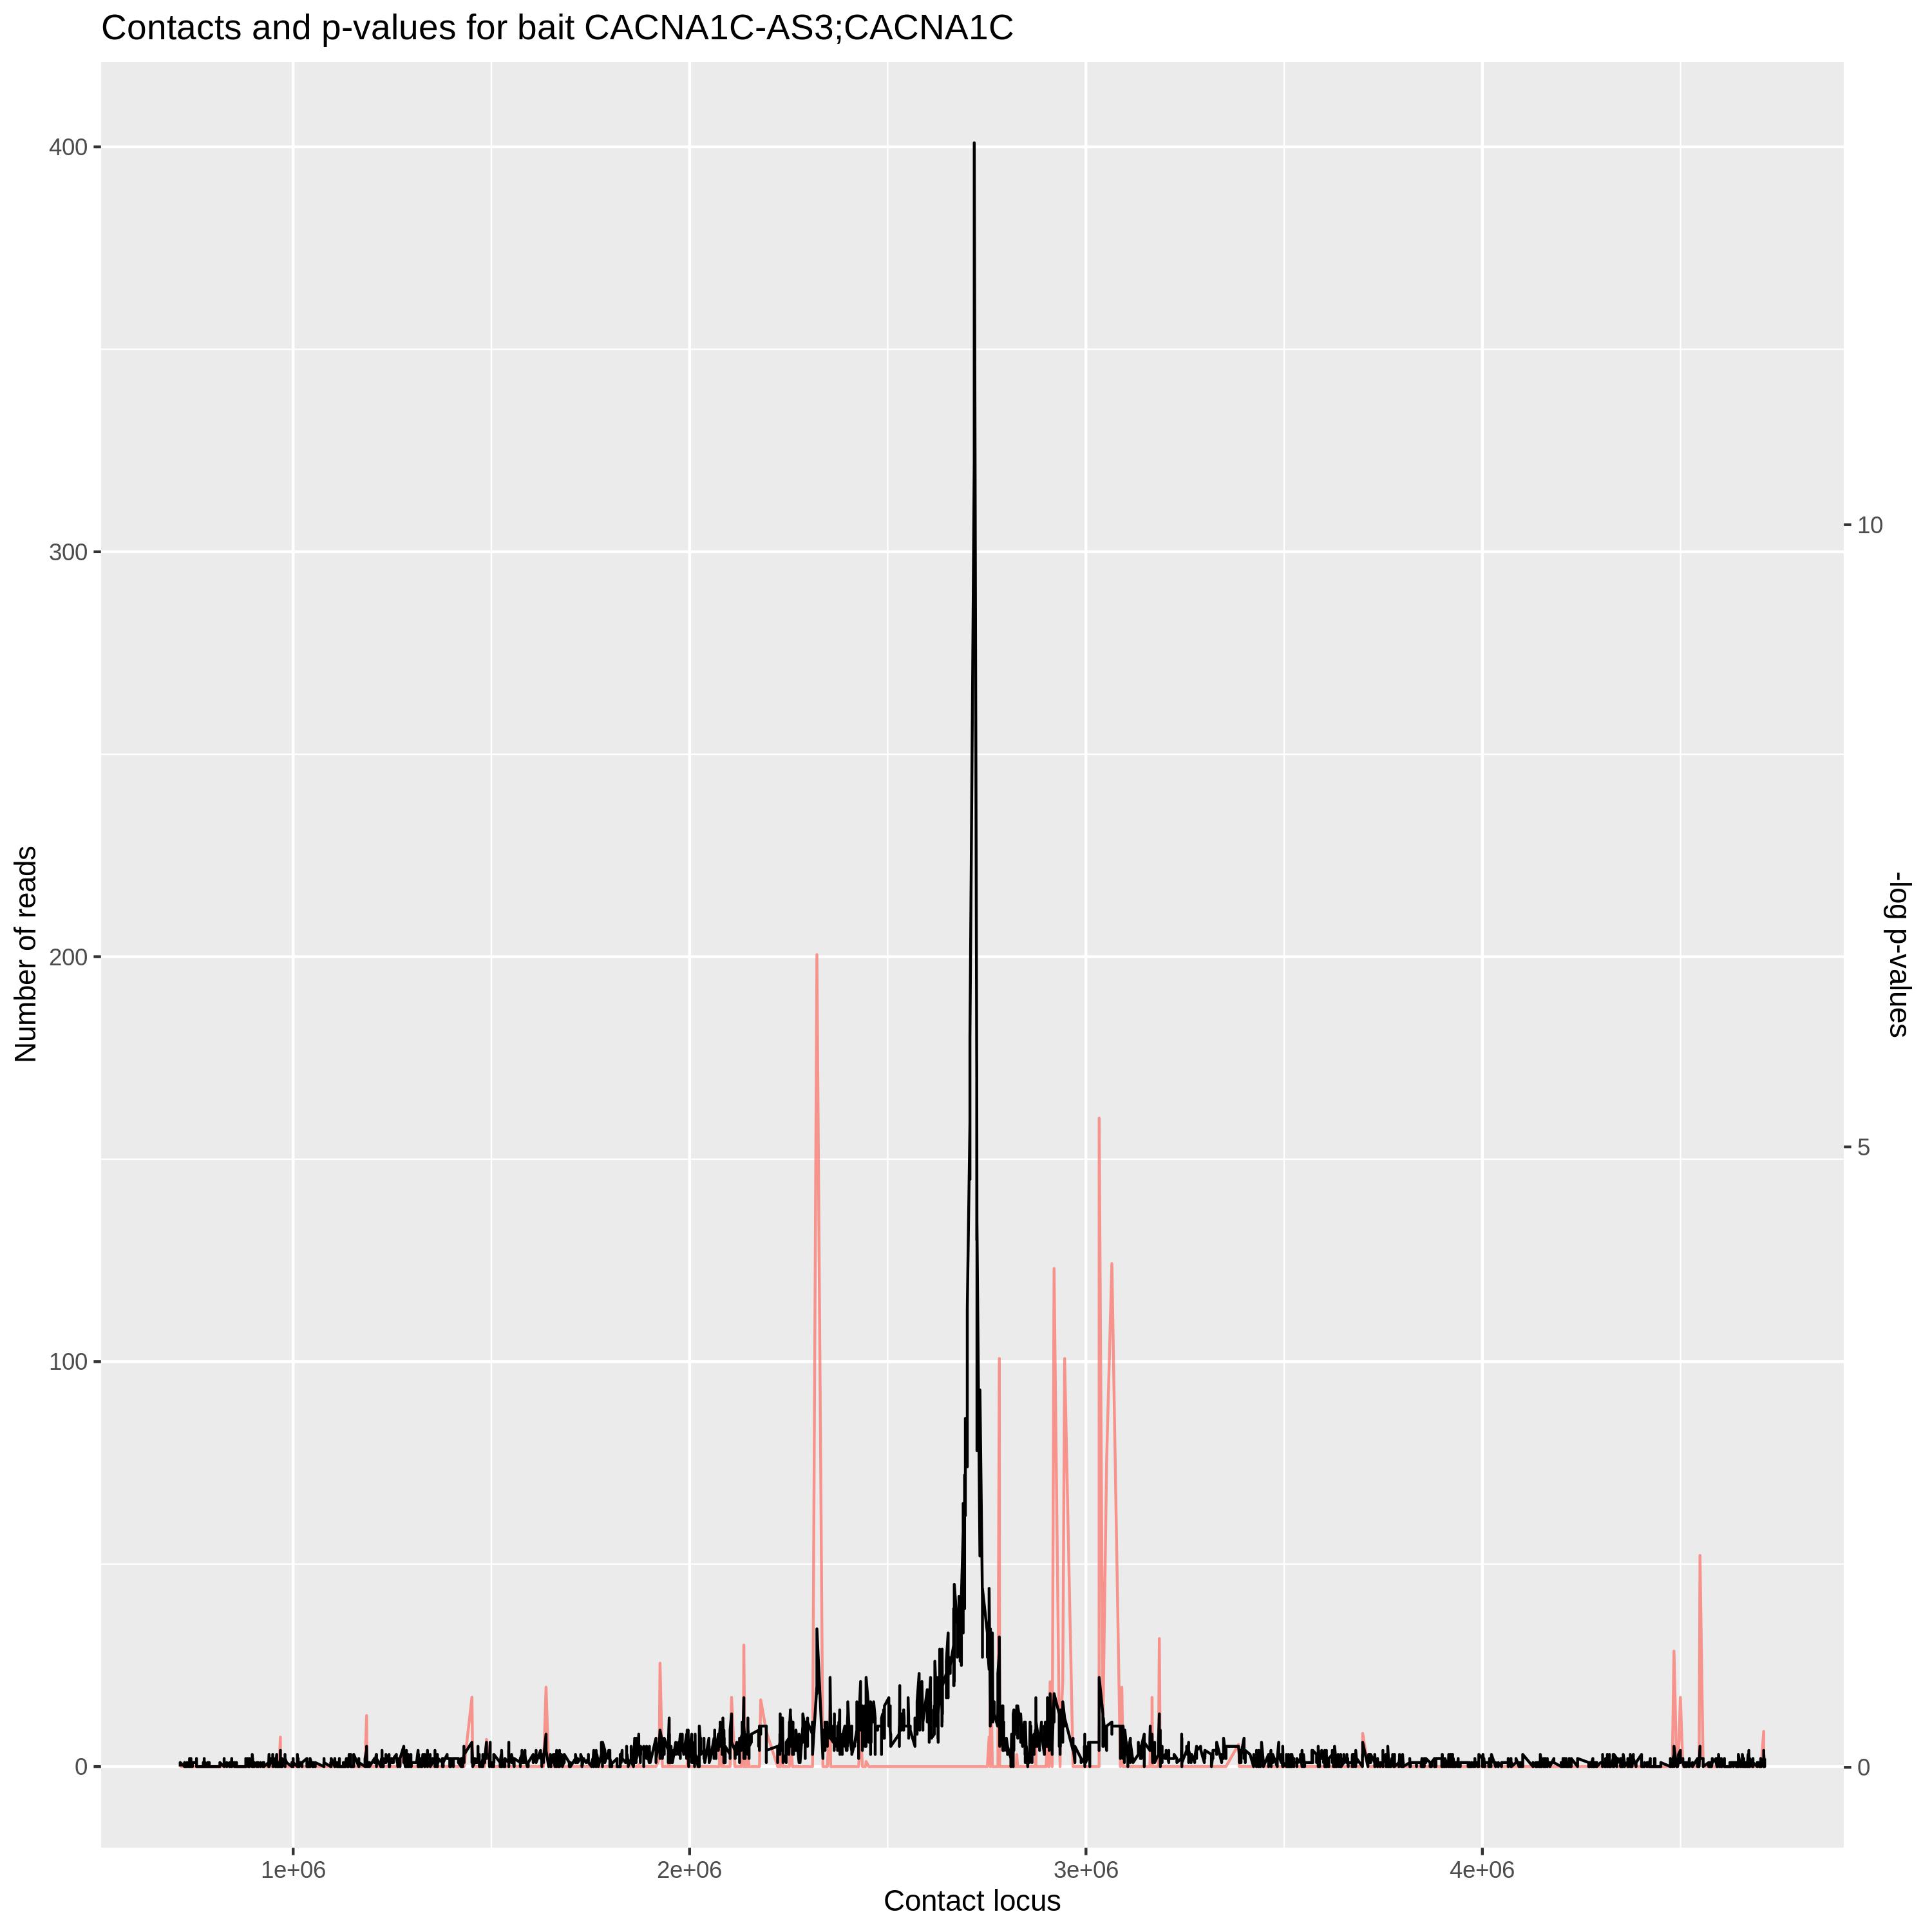 Contacts and p-values for bait CACNA1C-AS3;CACNA1C
400
300
200
100
0
Number of reads
10
5
0
-log p-values
1e+06
2e+06
3e+06
4e+06
Contact locus